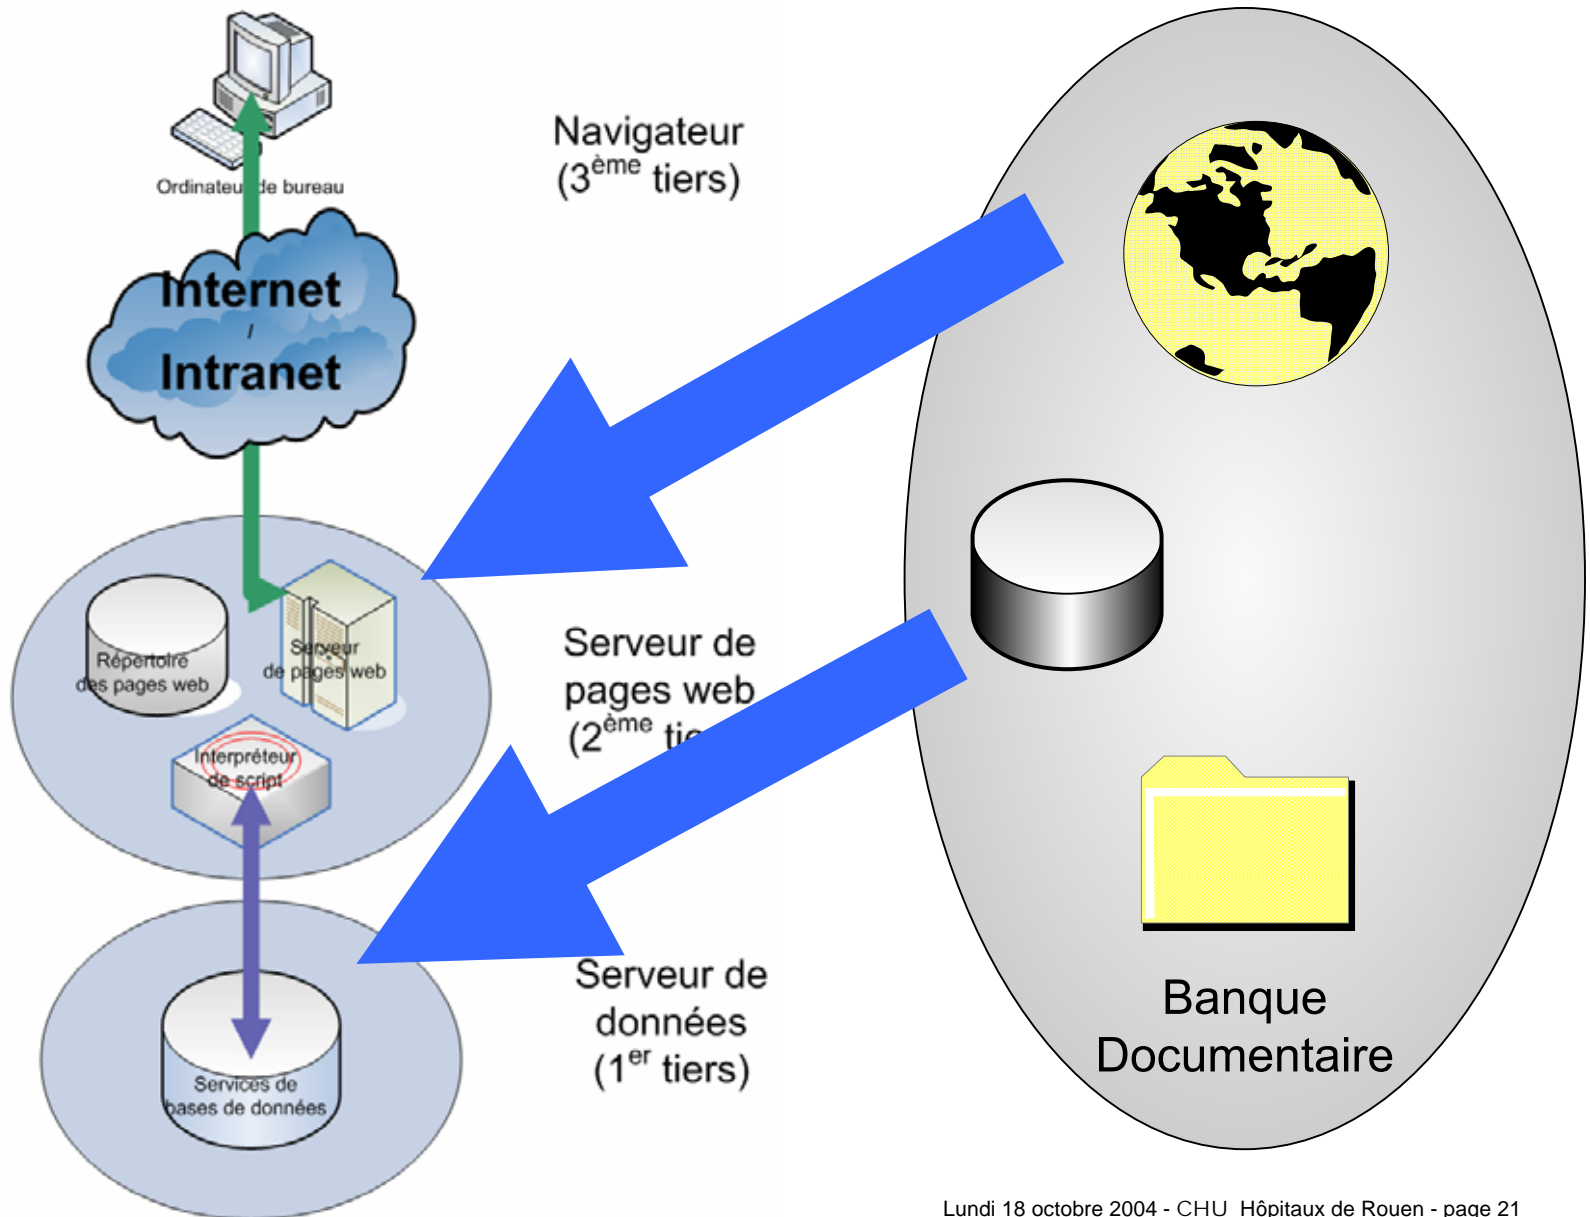 Ordinateur de bureau
Navigateur
(3ème tiers)
Internet
/
Intranet
Répertoire
des pages web
Serveur
de pages web
Interpréteur
de script
Serveur de
pages web
(2ème
Services de
bases de données
Serveur de
données
(1er tiers)
Banque
Documentaire
Lundi 18 octobre 2004 - CHU Hôpitaux de Rouen - page 21